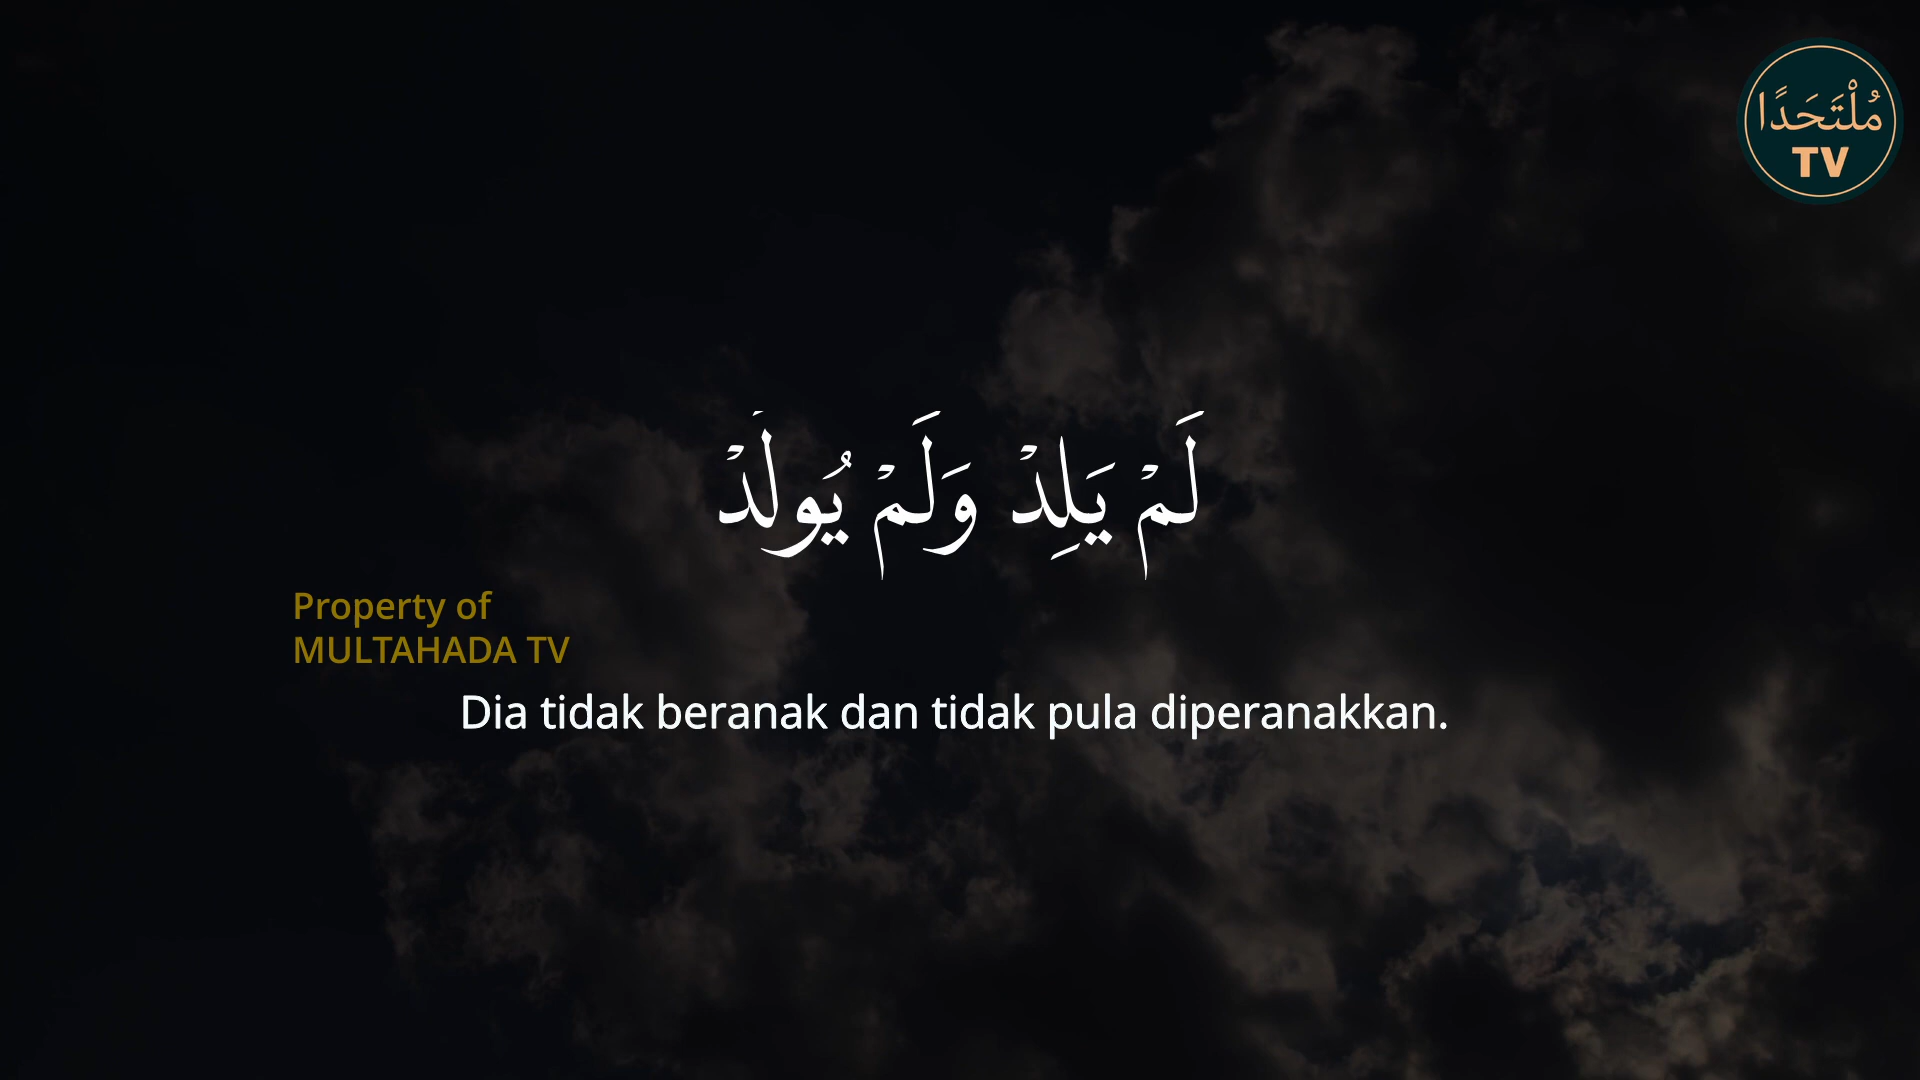 مُلْتَحَدًا
TV
لَمْ يَلِدْ وَلَمْ يُولَدْ
Property of
MULTAHADA TV
Dia tidak beranak dan tidak pula diperanakkan.